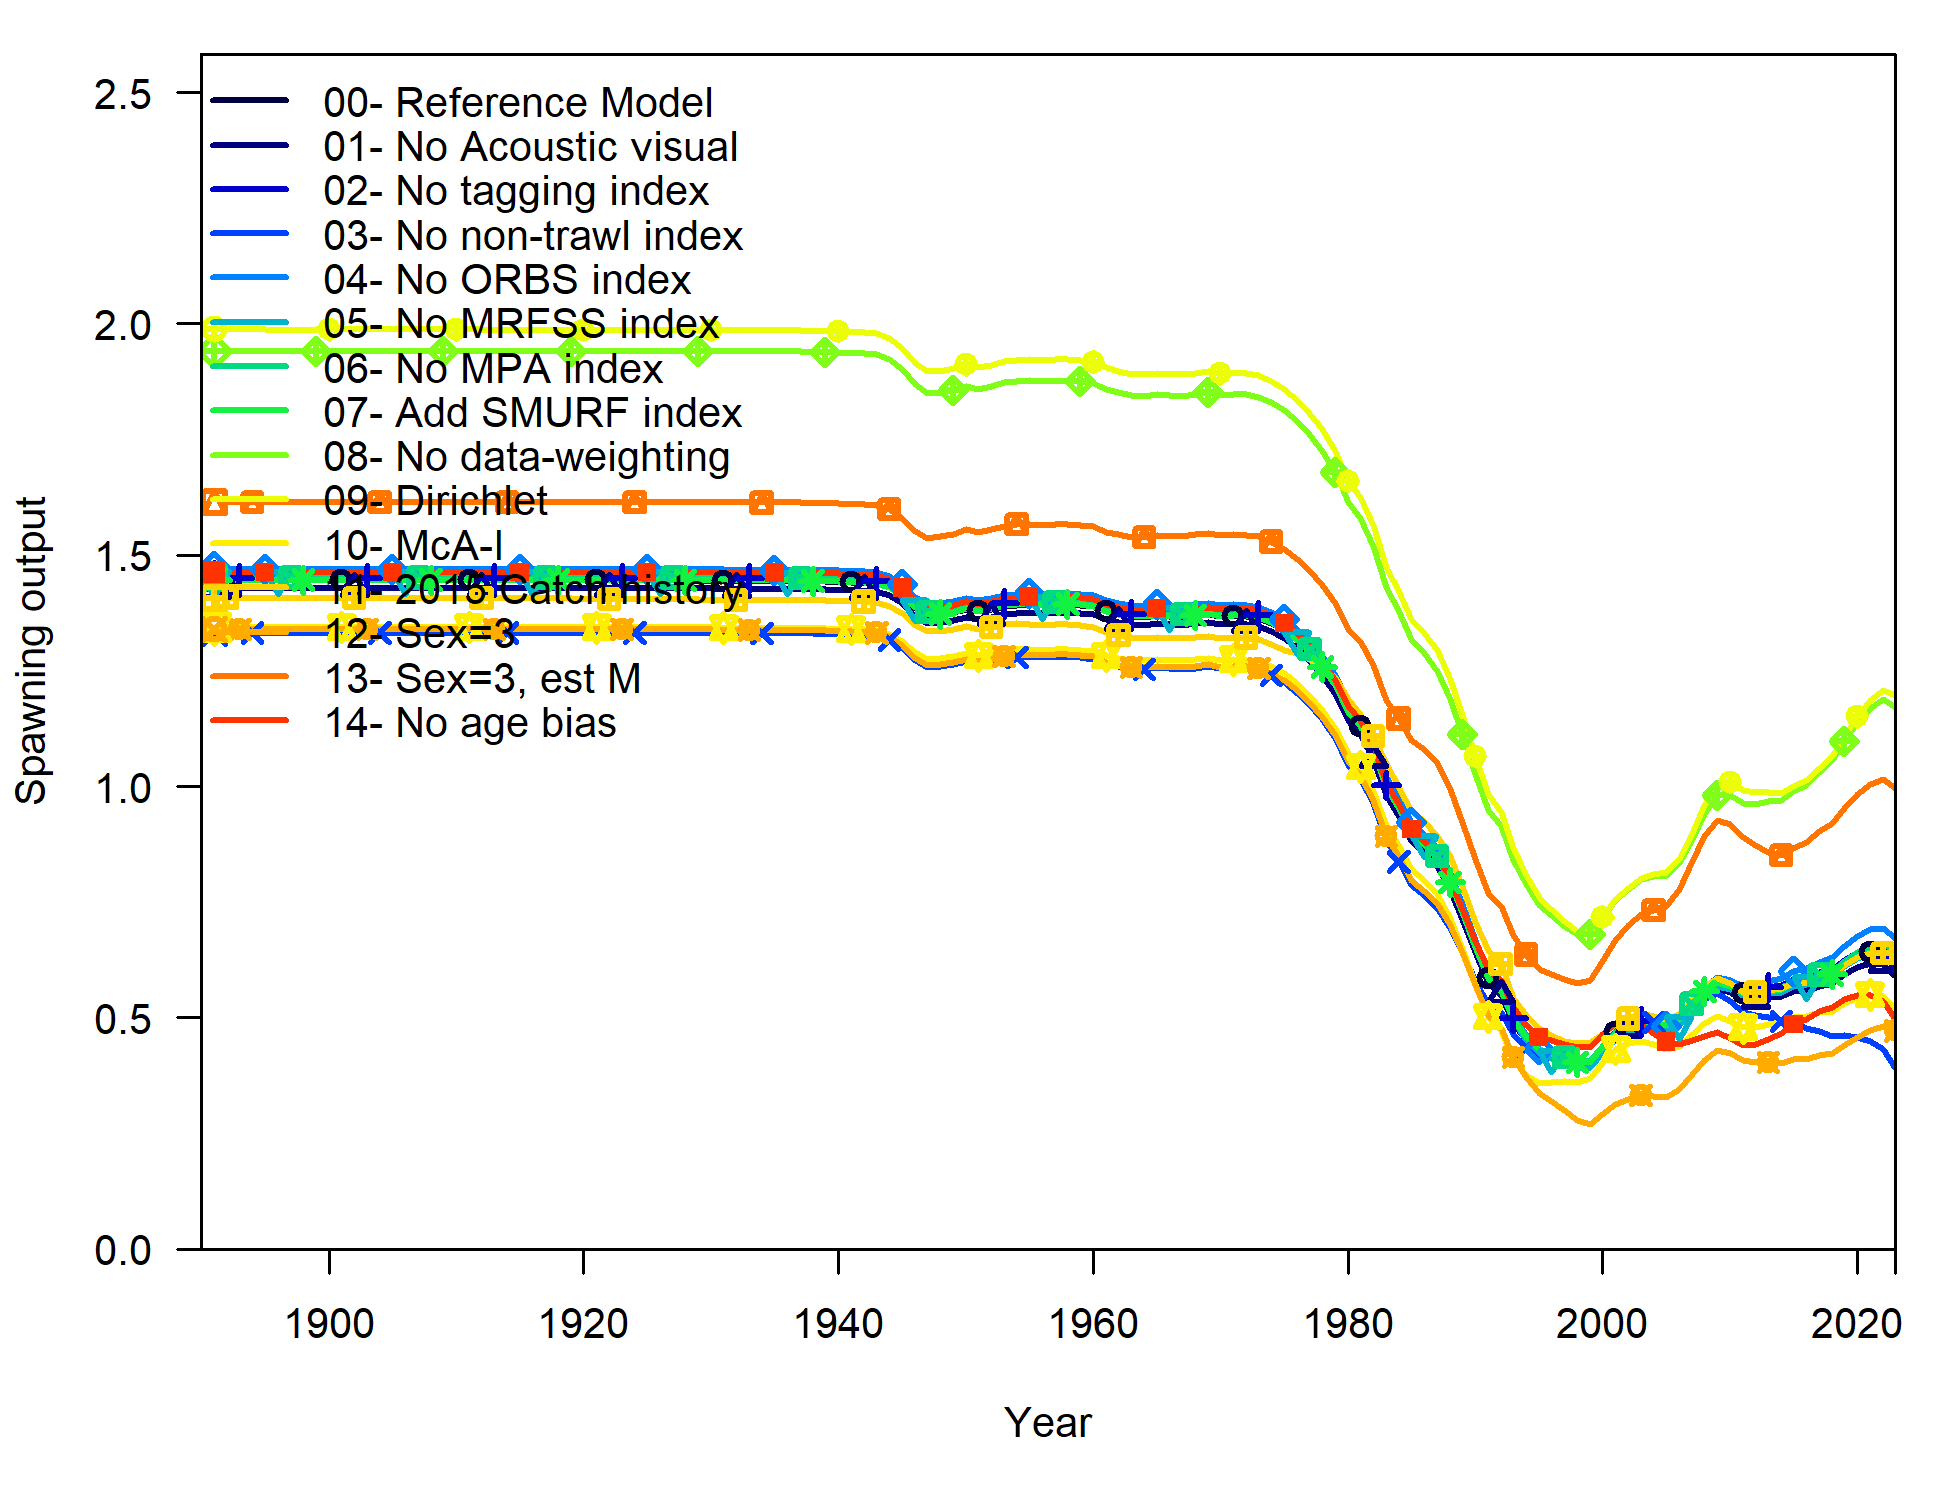 2.5
2.0
1.5
1.0
0.5
0.0
Spawning output
00- Reference Model
01- No Acoustic visual
02- No tagging index
03- No non-trawl index
04- No ORBS index
05- No MRFSS index
06- No MPA index
07- Add SMURF index
08- No data-weighting
09- Dirichlet
10- McA-I
11- 2015 Catch history
12- Sex=3
13- Sex=3, est M
14- No age bias
1900 1920 1940 1960 1980 2000 2020
Year